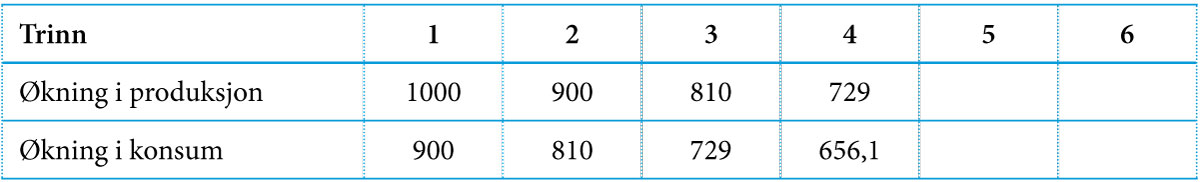 Trinn 1 2 3 4 5 6
Økning i produksjon 1000 900 810 729
Økning i konsum 900 810 729 656,1